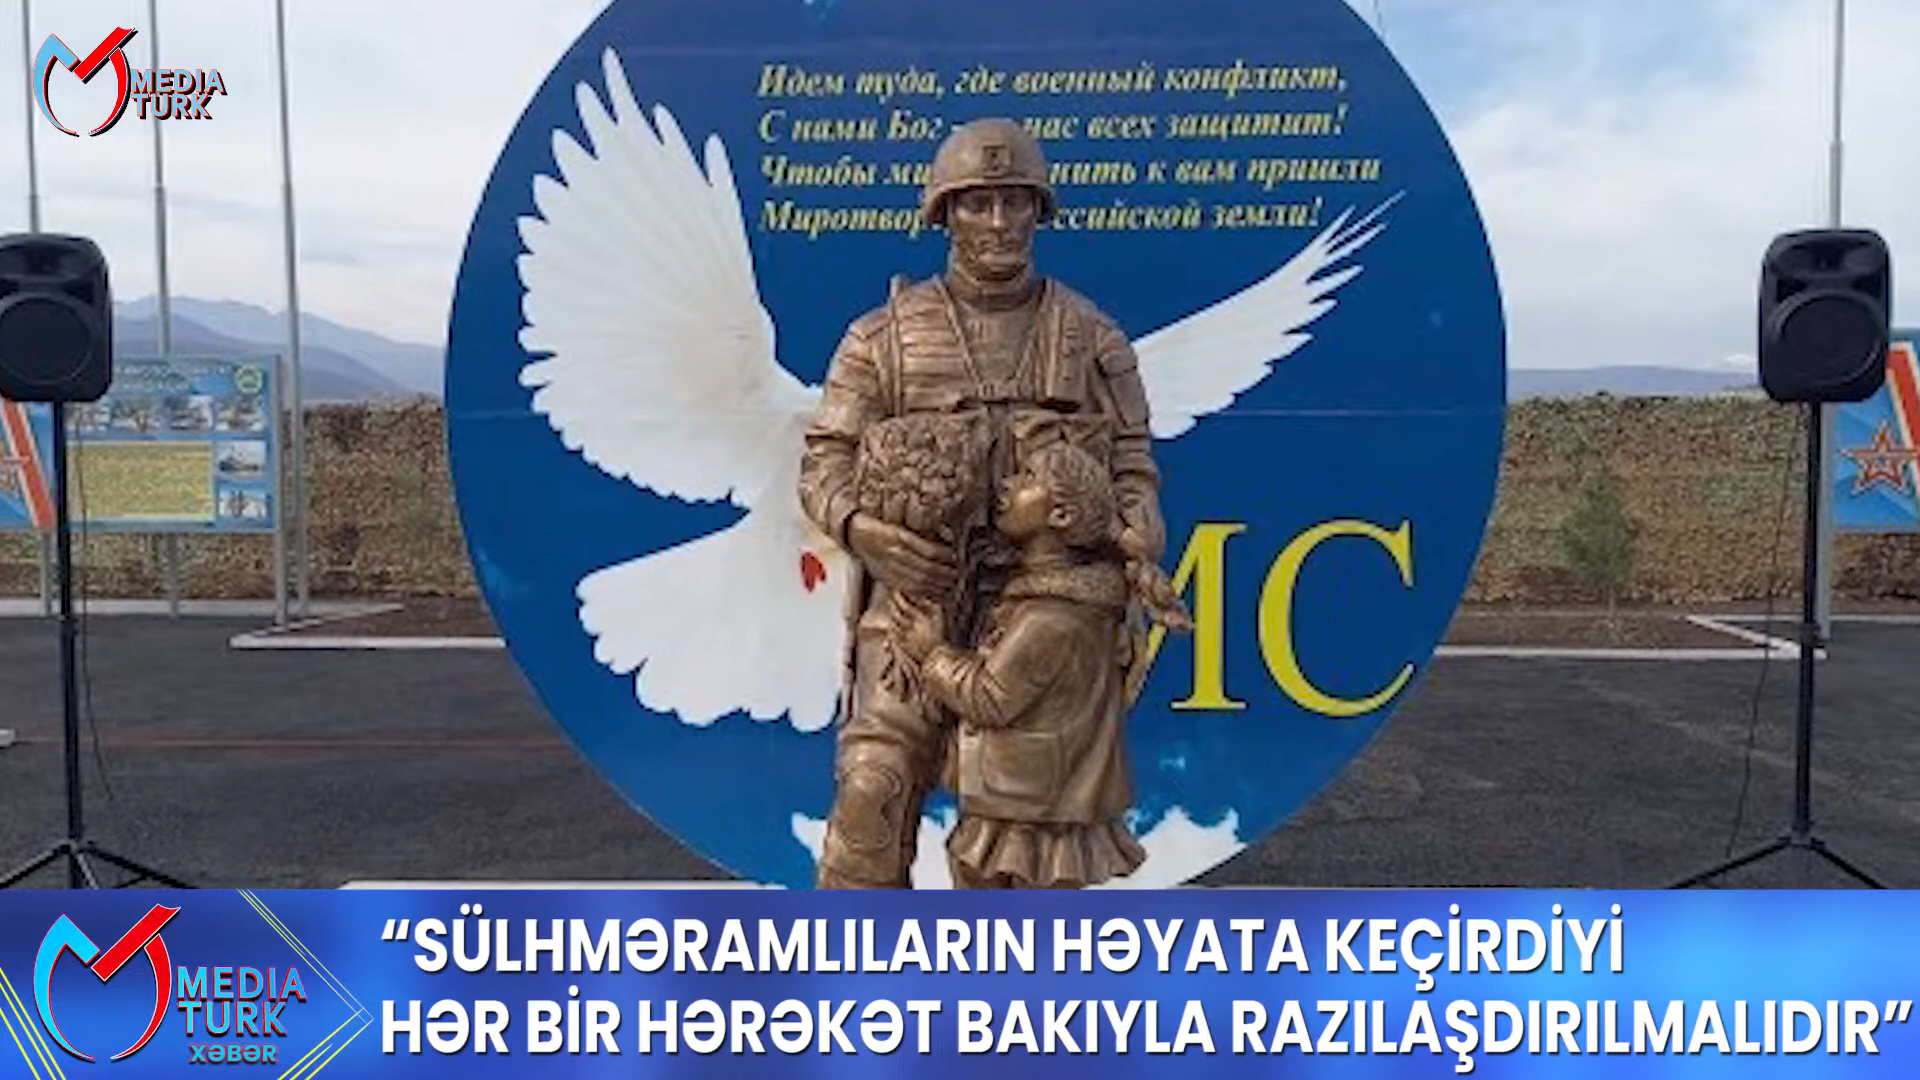 MEDIA
TURK
Идем туда, где военный конфликт,
С нами Бог нас всех защитит!
Чтобы к вам пришли
земли!
МС
“SÜLHMƏRAMLILARIN HƏYATA KEÇİRDİYİ
HƏR BİR HƏRƏKƏT BAKIYLA RAZILAŞDIRILMALIDIR”
MEDIA
TURK
XƏBƏR